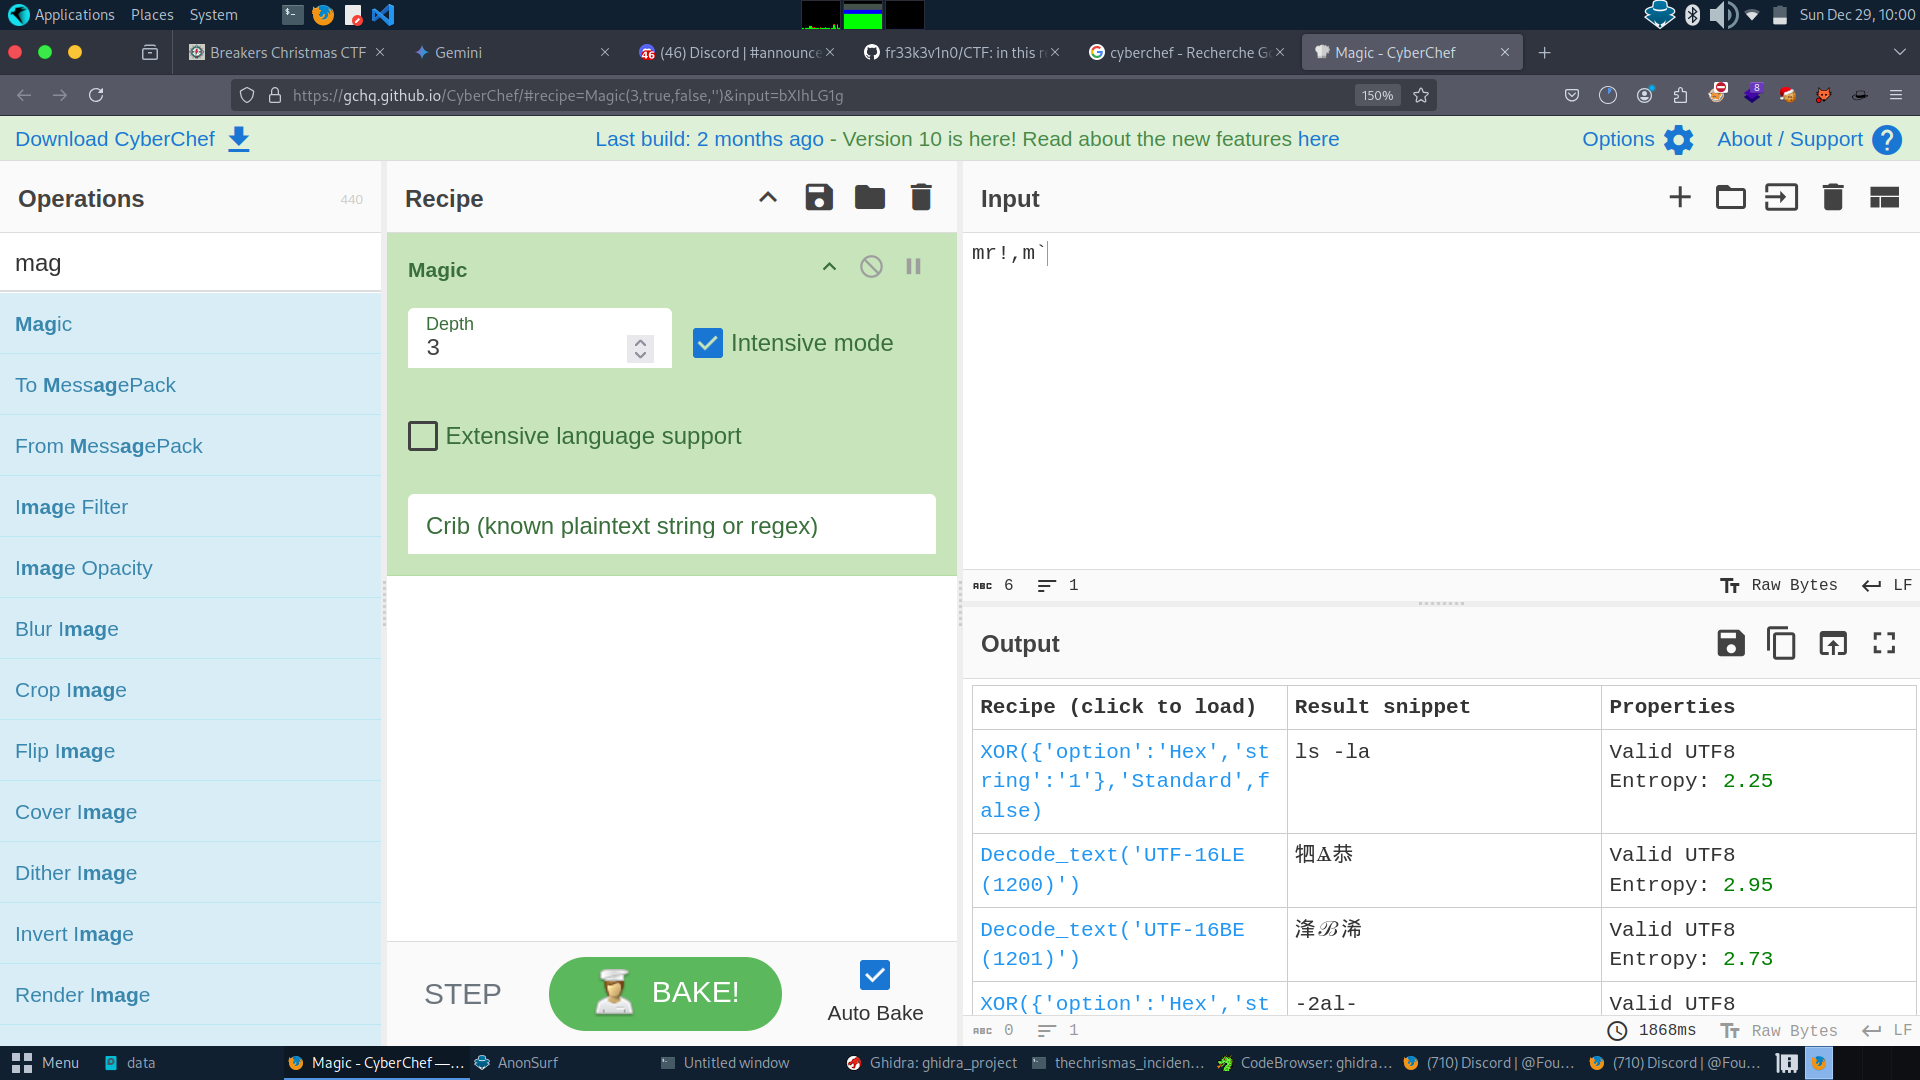 Applications Places System
Sun Dec 29, 10:00
Breakers Christmas CTF
Gemini
(46) Discord | #announce
fr33k3v1n0/CTF: in this r
cyberchef - Recherche G
Magic - CyberChef
https://gchq.github.io/CyberChef/#recipe=Magic(3,true,false,'')&input=bXIhLG1g
150%
8
Download CyberChef
Last build: 2 months ago - Version 10 is here! Read about the new features here
Options
About / Support
Operations
440
mag
Magic
To MessagePack
From MessagePack
Image Filter
Image Opacity
Blur Image
Crop Image
Flip Image
Cover Image
Dither Image
Invert Image
Render Image
Recipe
Magic
Depth
3
Intensive mode
Extensive language support
Crib (known plaintext string or regex)
STEP
BAKE!
Auto Bake
Input
mr!,m`
ABC 6 1
Raw Bytes LF
Output
Recipe (click to load) Result snippet Properties
XOR({'option':'Hex','st
ring':'1'},'Standard',f
alse)
ls -la
Valid UTF8
Entropy: 2.25
Decode_text('UTF-16LE
(1200)')
Valid UTF8
Entropy: 2.95
Decode_text('UTF-16BE
(1201)')
Valid UTF8
Entropy: 2.73
XOR({'option':'Hex','st
-2al-
Valid UTF8
ABC 0 1
1868ms Raw Bytes LF
Menu
data
Magic - CyberChef —...
AnonSurf
Untitled window
Ghidra: ghidra_project
thechrismas_inciden...
CodeBrowser: ghidra...
(710) Discord | @Fou...
(710) Discord | @Fou...